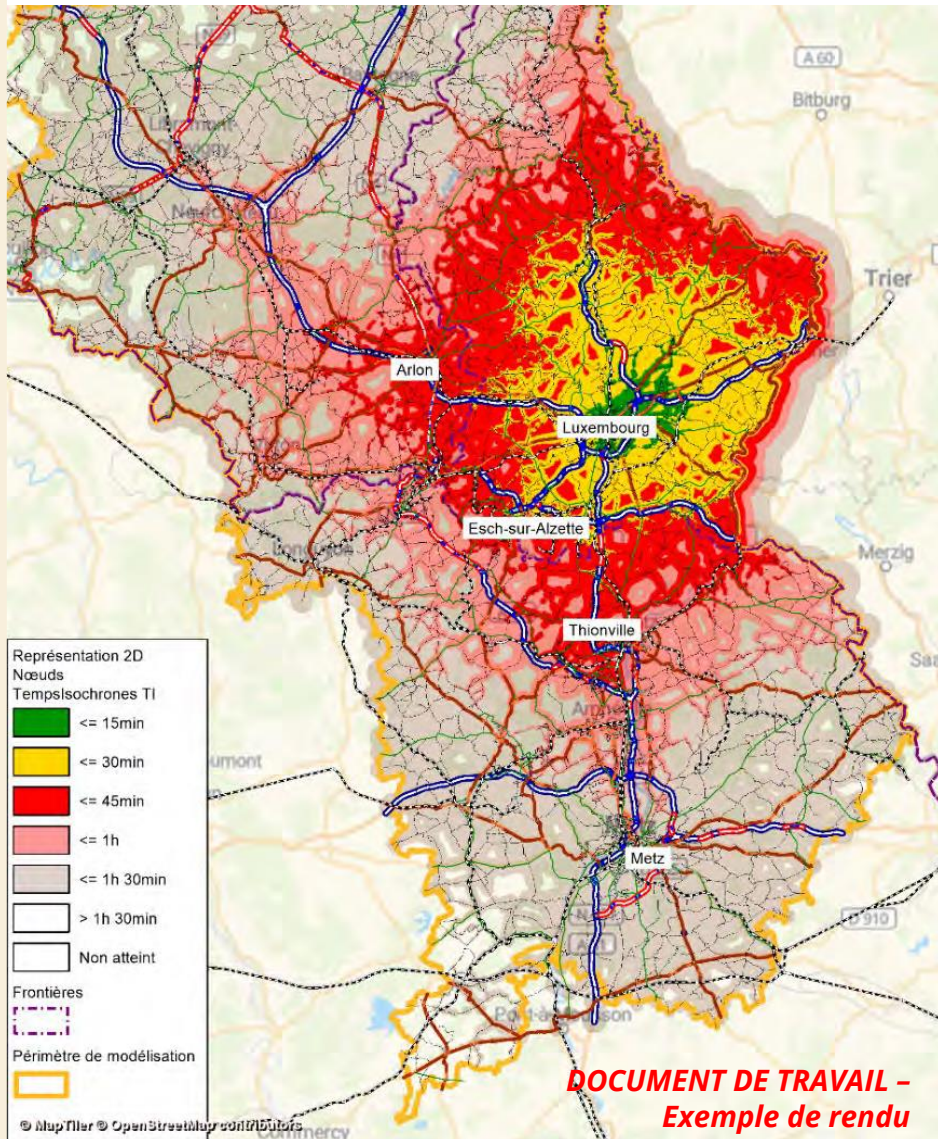 A 60
Bitburg
Trier
Arlon
Luxembourg
Esch-sur-Alzette
Merzig
Thionville
Metz
D 910
Commercy
Représentation 2D
Nœuds
TempsIsochrones TI
<= 15min
<= 30min
<= 45min
<= 1h
<= 1h 30min
> 1h 30min
Non atteint
Frontières
Périmètre de modélisation
DOCUMENT DE TRAVAIL –
Exemple de rendu
© MapTiler © OpenStreetMap contributors